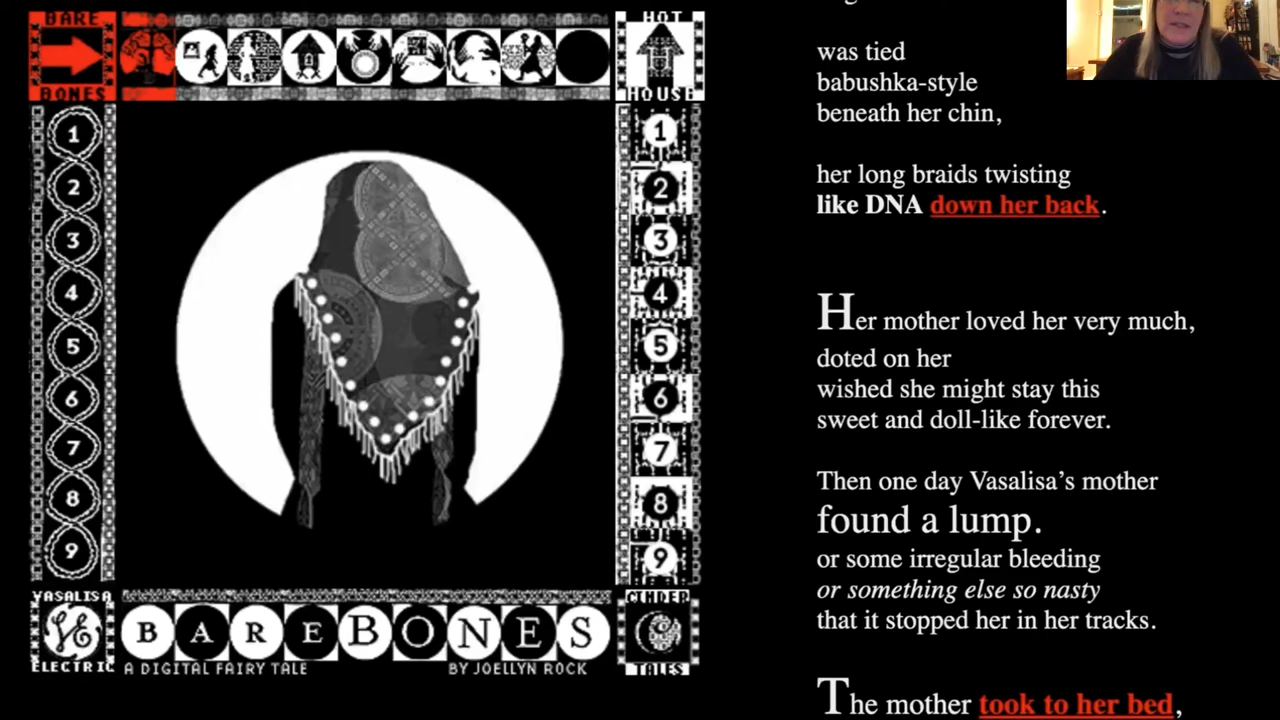 BARE
BONES
HOT
HOUSE
1
2
3
4
5
6
7
8
9
1
2
3
4
5
6
7
8
9
VASALISA
ELECTRIC
BAREBONES
A DIGITAL FAIRY TALE
BY JOELLYN ROCK
CINDER
TALES
was tied
babushka-style
beneath her chin,
her long braids twisting
like DNA down her back.
Her mother loved her very much,
doted on her
wished she might stay this
sweet and doll-like forever.
Then one day Vasalisa's mother
found a lump.
or some irregular bleeding
or something else so nasty
that it stopped her in her tracks.
The mother took to her bed,